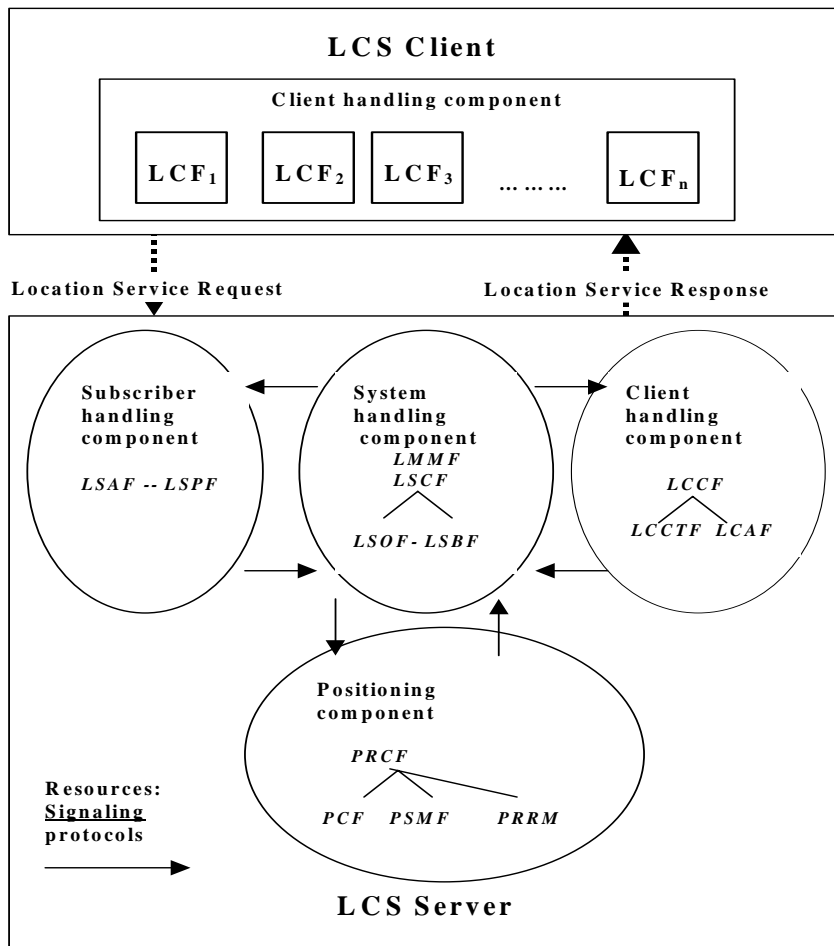 LCS Client
Client handling component
LCF1 LCF2 LCF3 ... ... ... LCFn
Location Service Request
Location Service Response
Subscriber
handling
component
LSAF -- LSPF
System
handling
component
LMMF
LSCF
LSOF - LSBF
Client
handling
component
LCCF
LCCTF LCAF
Positioning
component
PRCF
PCF PSMF PRRM
Resources:
Signaling
protocols
LCS Server